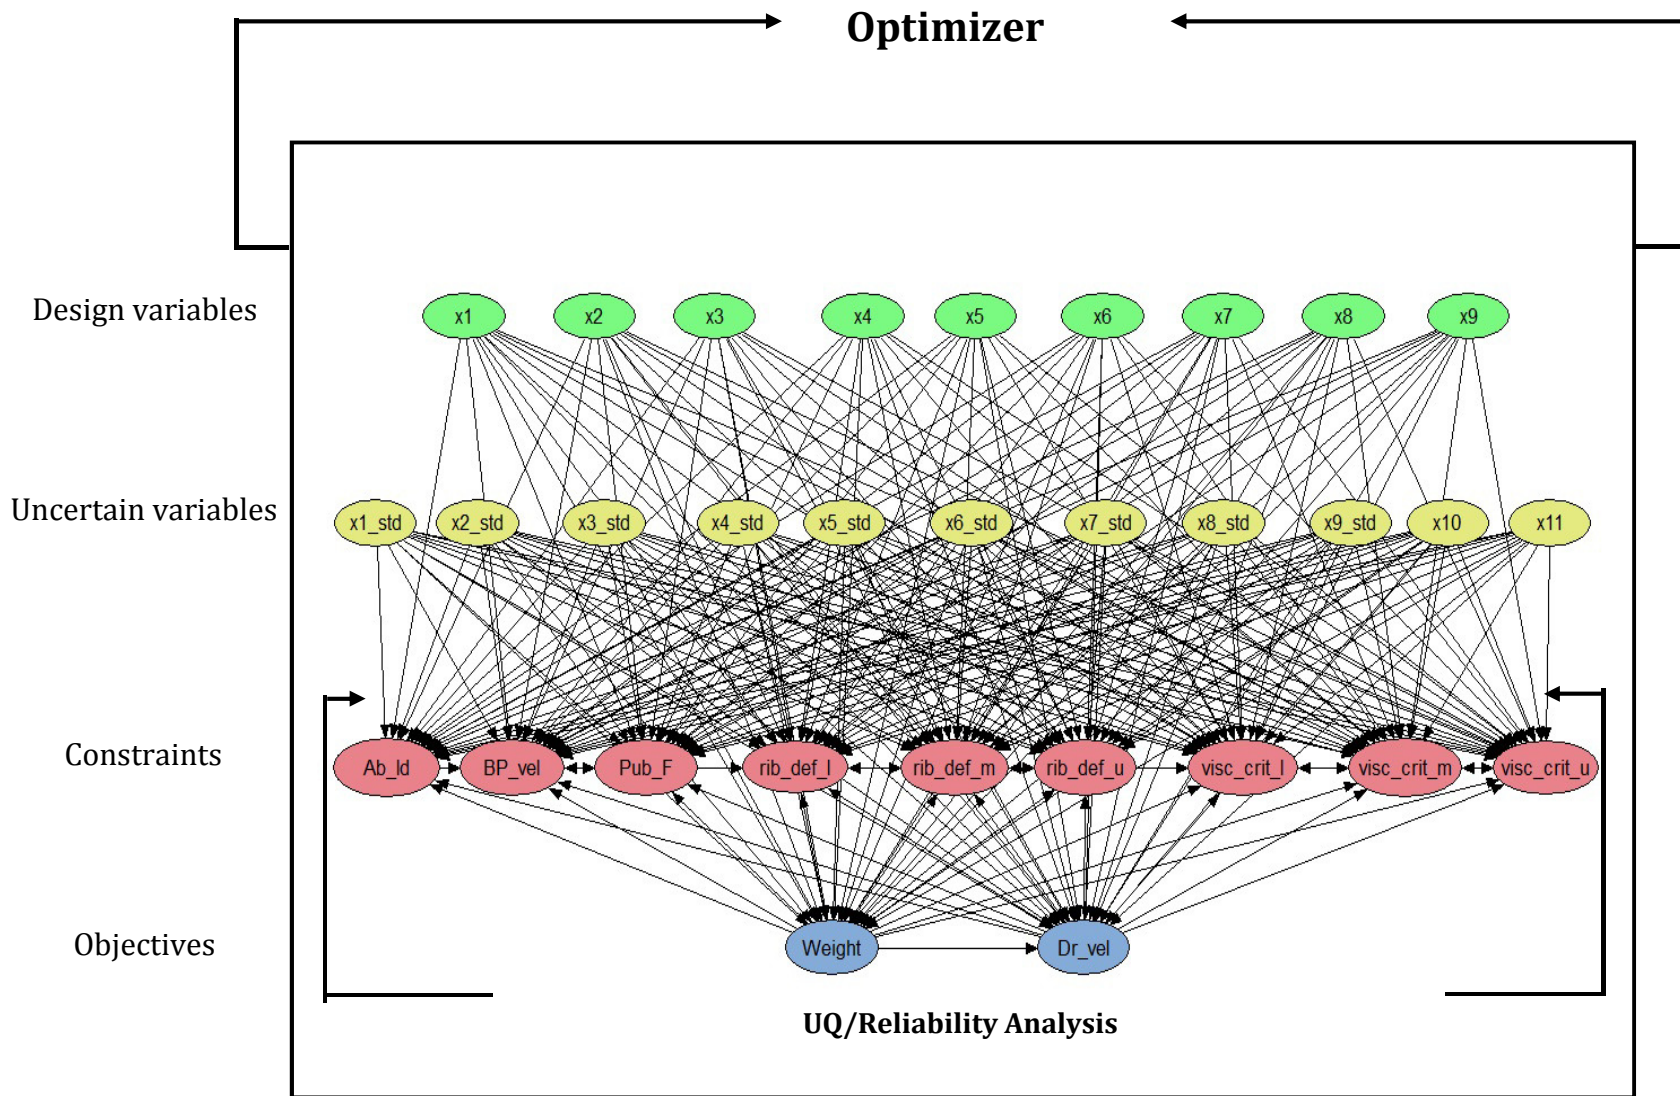 Optimizer
Design variables
x1 x2 x3 x4 x5 x6 x7 x8 x9
Uncertain variables
x1_std x2_std x3_std x4_std x5_std x6_std x7_std x8_std x9_std x10 x11
Constraints
Ab_ld BP_vel Pub_F rib_def_l rib_def_m rib_def_u visc_crit_l visc_crit_m visc_crit_u
Objectives
Weight Dr_vel
UQ/Reliability Analysis